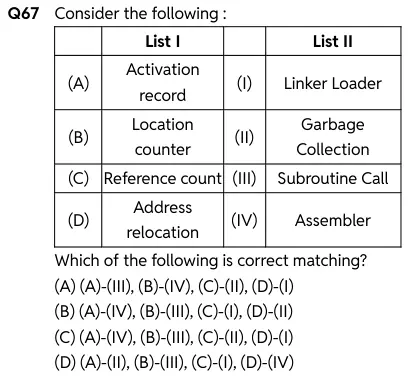 Q67 Consider the following :
List I List II
(A) Activation record (I) Linker Loader
(B) Location counter (II) Garbage Collection
(C) Reference count (III) Subroutine Call
(D) Address relocation (IV) Assembler
Which of the following is correct matching?
(A) (A)-(III), (B)-(IV), (C)-(II), (D)-(I)
(B) (A)-(IV), (B)-(III), (C)-(I), (D)-(II)
(C) (A)-(IV), (B)-(III), (C)-(II), (D)-(I)
(D) (A)-(II), (B)-(III), (C)-(I), (D)-(IV)